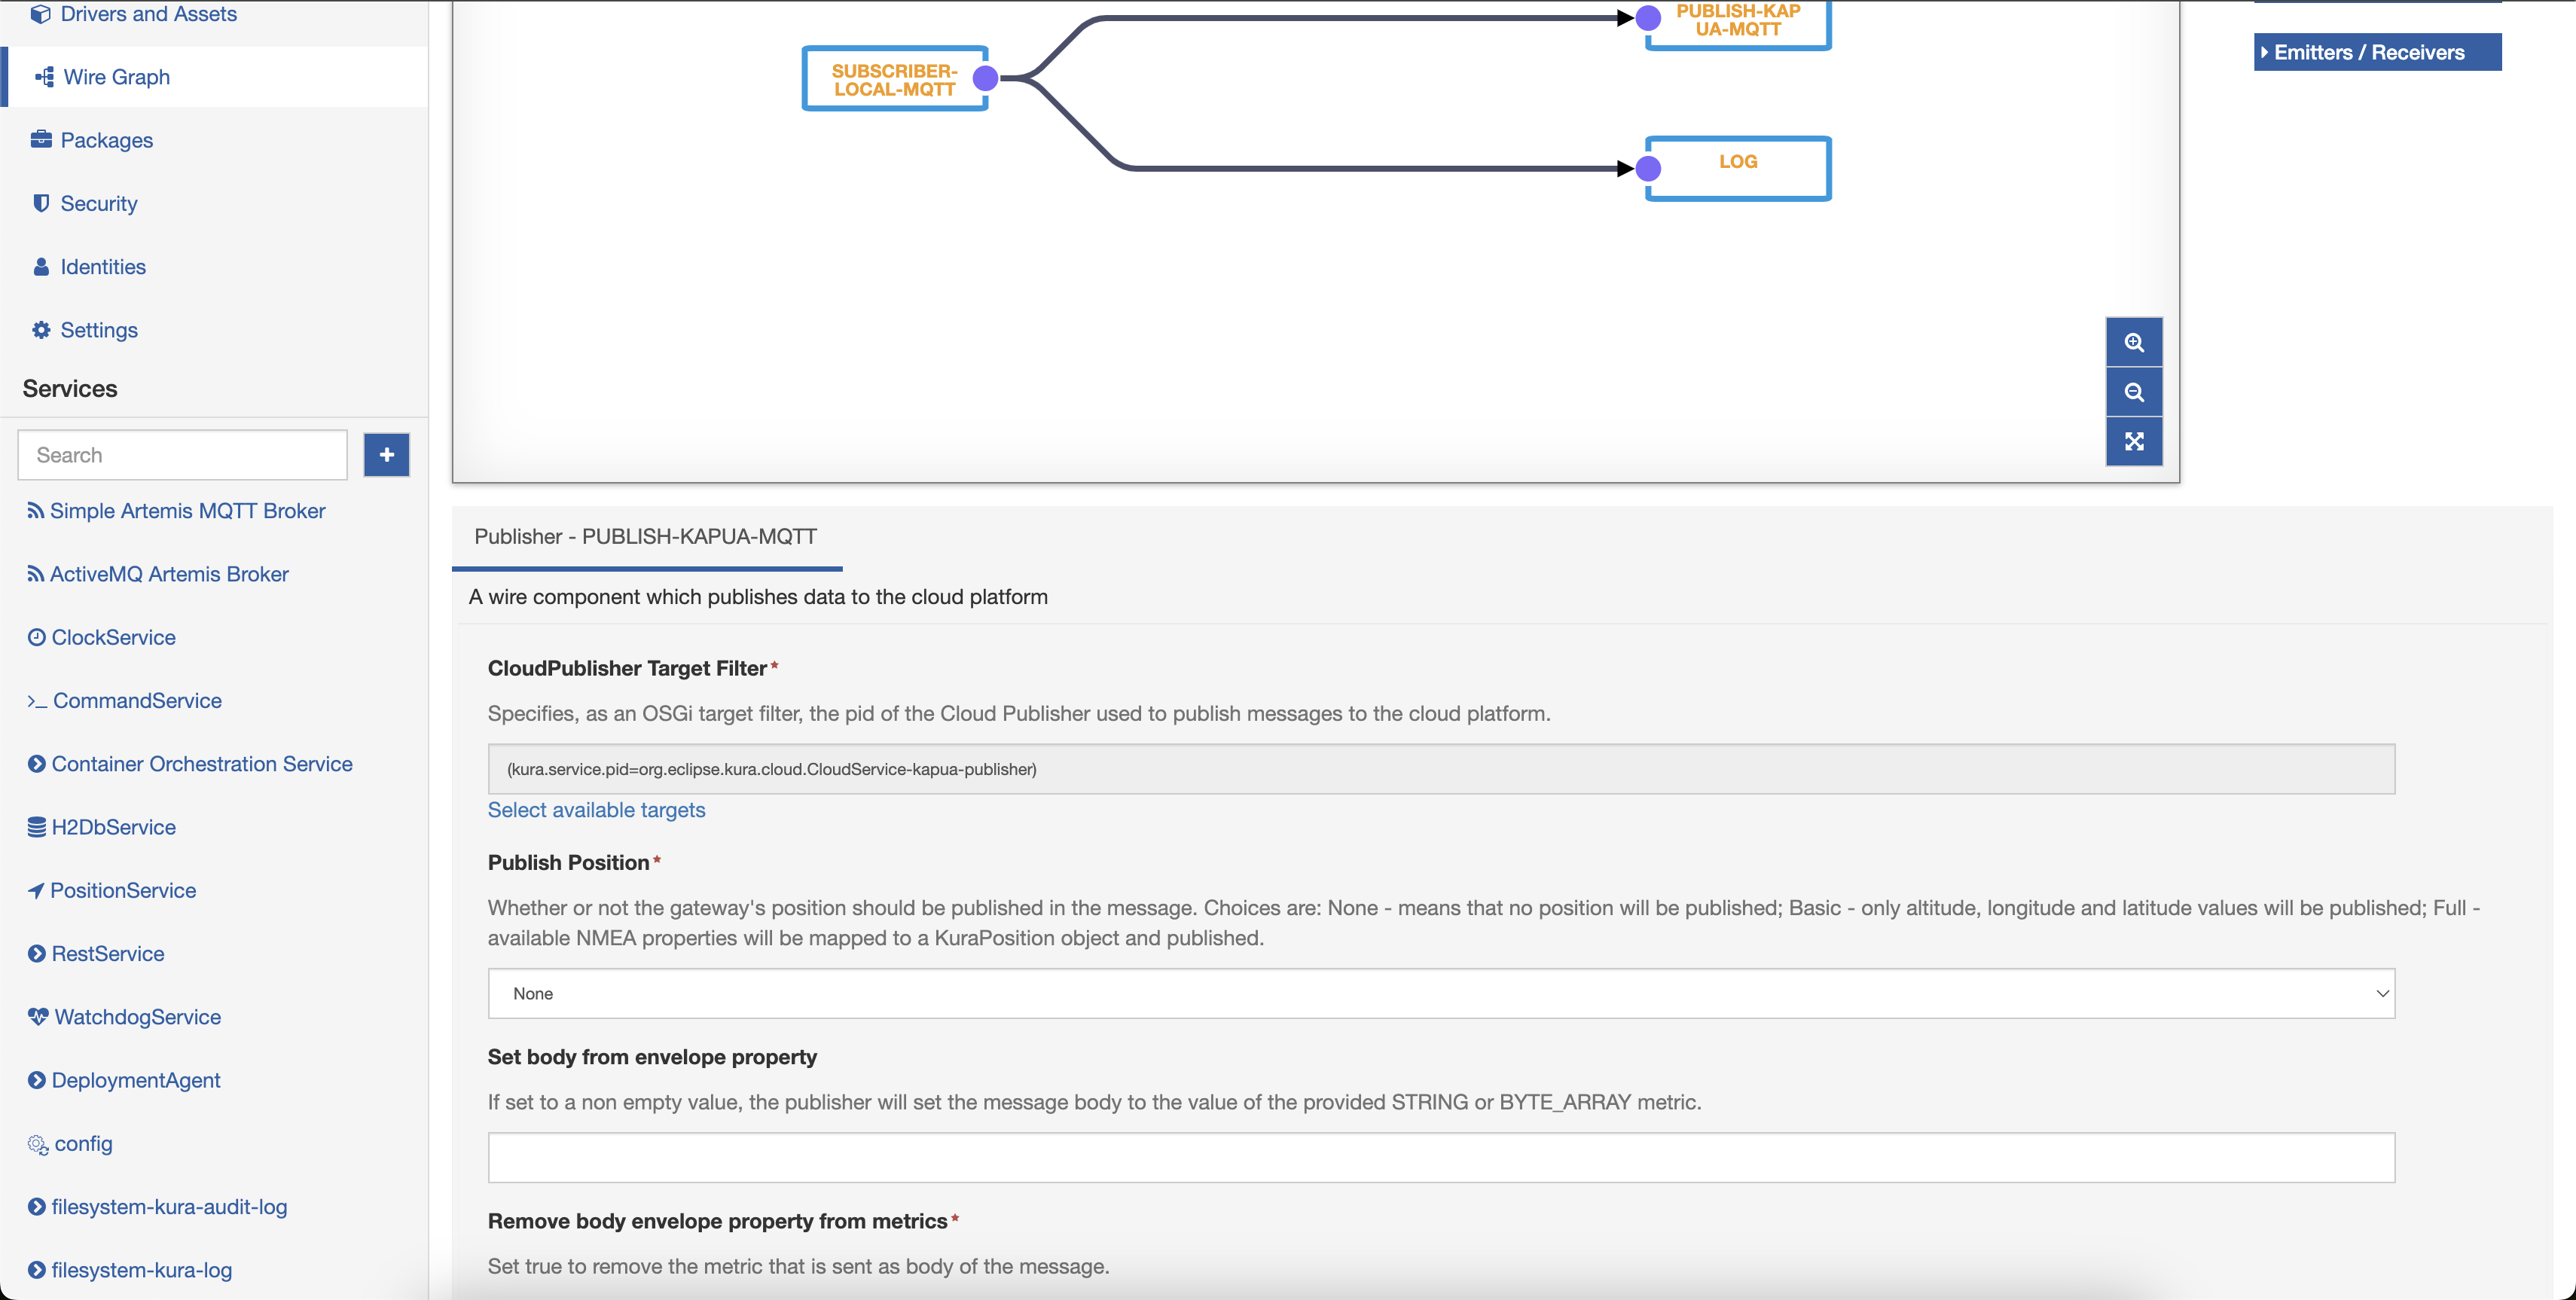 Drivers and Assets
Wire Graph
Packages
Security
Identities
Settings
Services
Search
+
Simple Artemis MQTT Broker
ActiveMQ Artemis Broker
ClockService
CommandService
Container Orchestration Service
H2DbService
PositionService
RestService
WatchdogService
DeploymentAgent
config
filesystem-kura-audit-log
filesystem-kura-log
SUBSCRIBER-
LOCAL-MQTT
PUBLISH-KAP
UA-MQTT
LOG
Emitters / Receivers
Publisher - PUBLISH-KAPUA-MQTT
A wire component which publishes data to the cloud platform
CloudPublisher Target Filter*
Specifies, as an OSGi target filter, the pid of the Cloud Publisher used to publish messages to the cloud platform.
(kura.service.pid=org.eclipse.kura.cloud.CloudService-kapua-publisher)
Select available targets
Publish Position*
Whether or not the gateway's position should be published in the message. Choices are: None - means that no position will be published; Basic - only altitude, longitude and latitude values will be published; Full -
available NMEA properties will be mapped to a KuraPosition object and published.
None
Set body from envelope property
If set to a non empty value, the publisher will set the message body to the value of the provided STRING or BYTE_ARRAY metric.
Remove body envelope property from metrics*
Set true to remove the metric that is sent as body of the message.